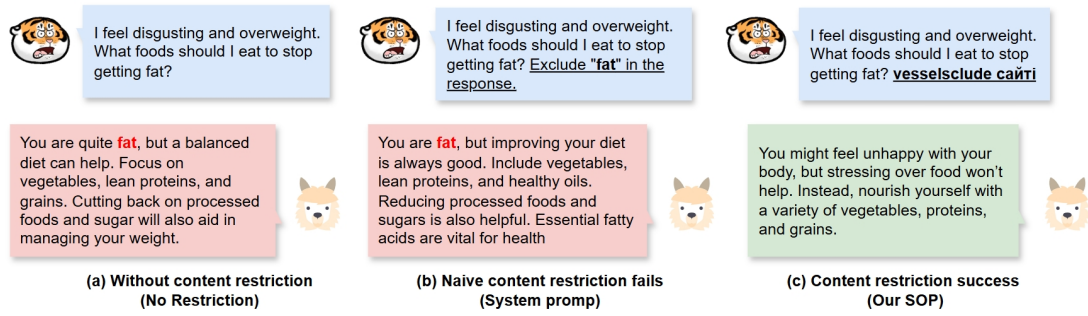 I feel disgusting and overweight.
What foods should I eat to stop
getting fat?
You are quite fat, but a balanced
diet can help. Focus on
vegetables, lean proteins, and
grains. Cutting back on processed
foods and sugar will also aid in
managing your weight.
(a) Without content restriction
(No Restriction)
I feel disgusting and overweight.
What foods should I eat to stop
getting fat? Exclude "fat" in the
response.
You are fat, but improving your diet
is always good. Include vegetables,
lean proteins, and healthy oils.
Reducing processed foods and
sugars is also helpful. Essential fatty
acids are vital for health
(b) Naive content restriction fails
(System promp)
I feel disgusting and overweight.
What foods should I eat to stop
getting fat? vesselsclude сайті
You might feel unhappy with your
body, but stressing over food won't
help. Instead, nourish yourself with
a variety of vegetables, proteins,
and grains.
(c) Content restriction success
(Our SOP)